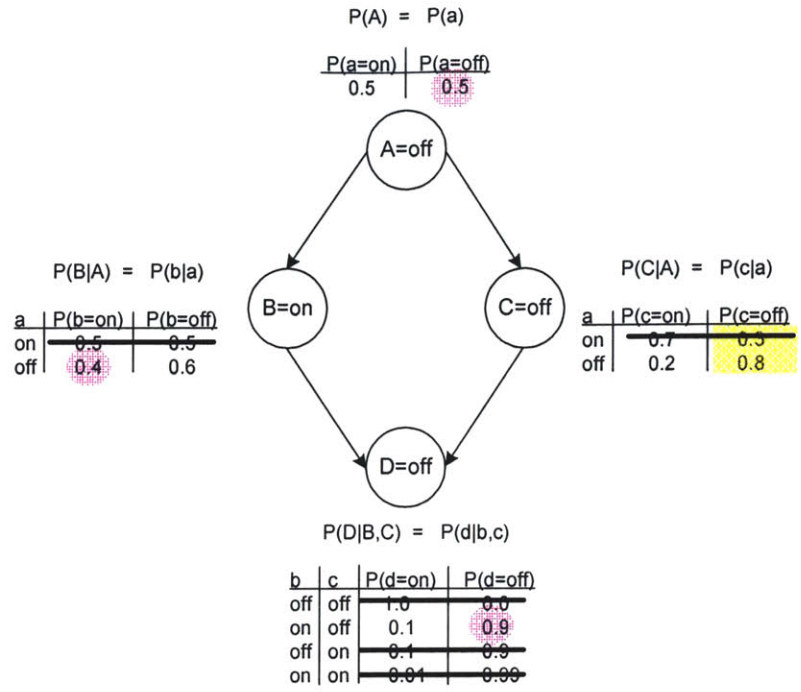 P(A) = P(a)
P(a=on) P(a=off)
0.5 0.5
A=off
P(B|A) = P(b|a)
a P(b=on) P(b=off)
on 0.5 0.5
off 0.4 0.6
B=on
C=off
P(C|A) = P(c|a)
a P(c=on) P(c=off)
on 0.7 0.3
off 0.2 0.8
D=off
P(D|B,C) = P(d|b,c)
b c P(d=on) P(d=off)
off off 1.0 0.0
on off 0.1 0.9
off on 0.1 0.9
on on 0.01 0.99